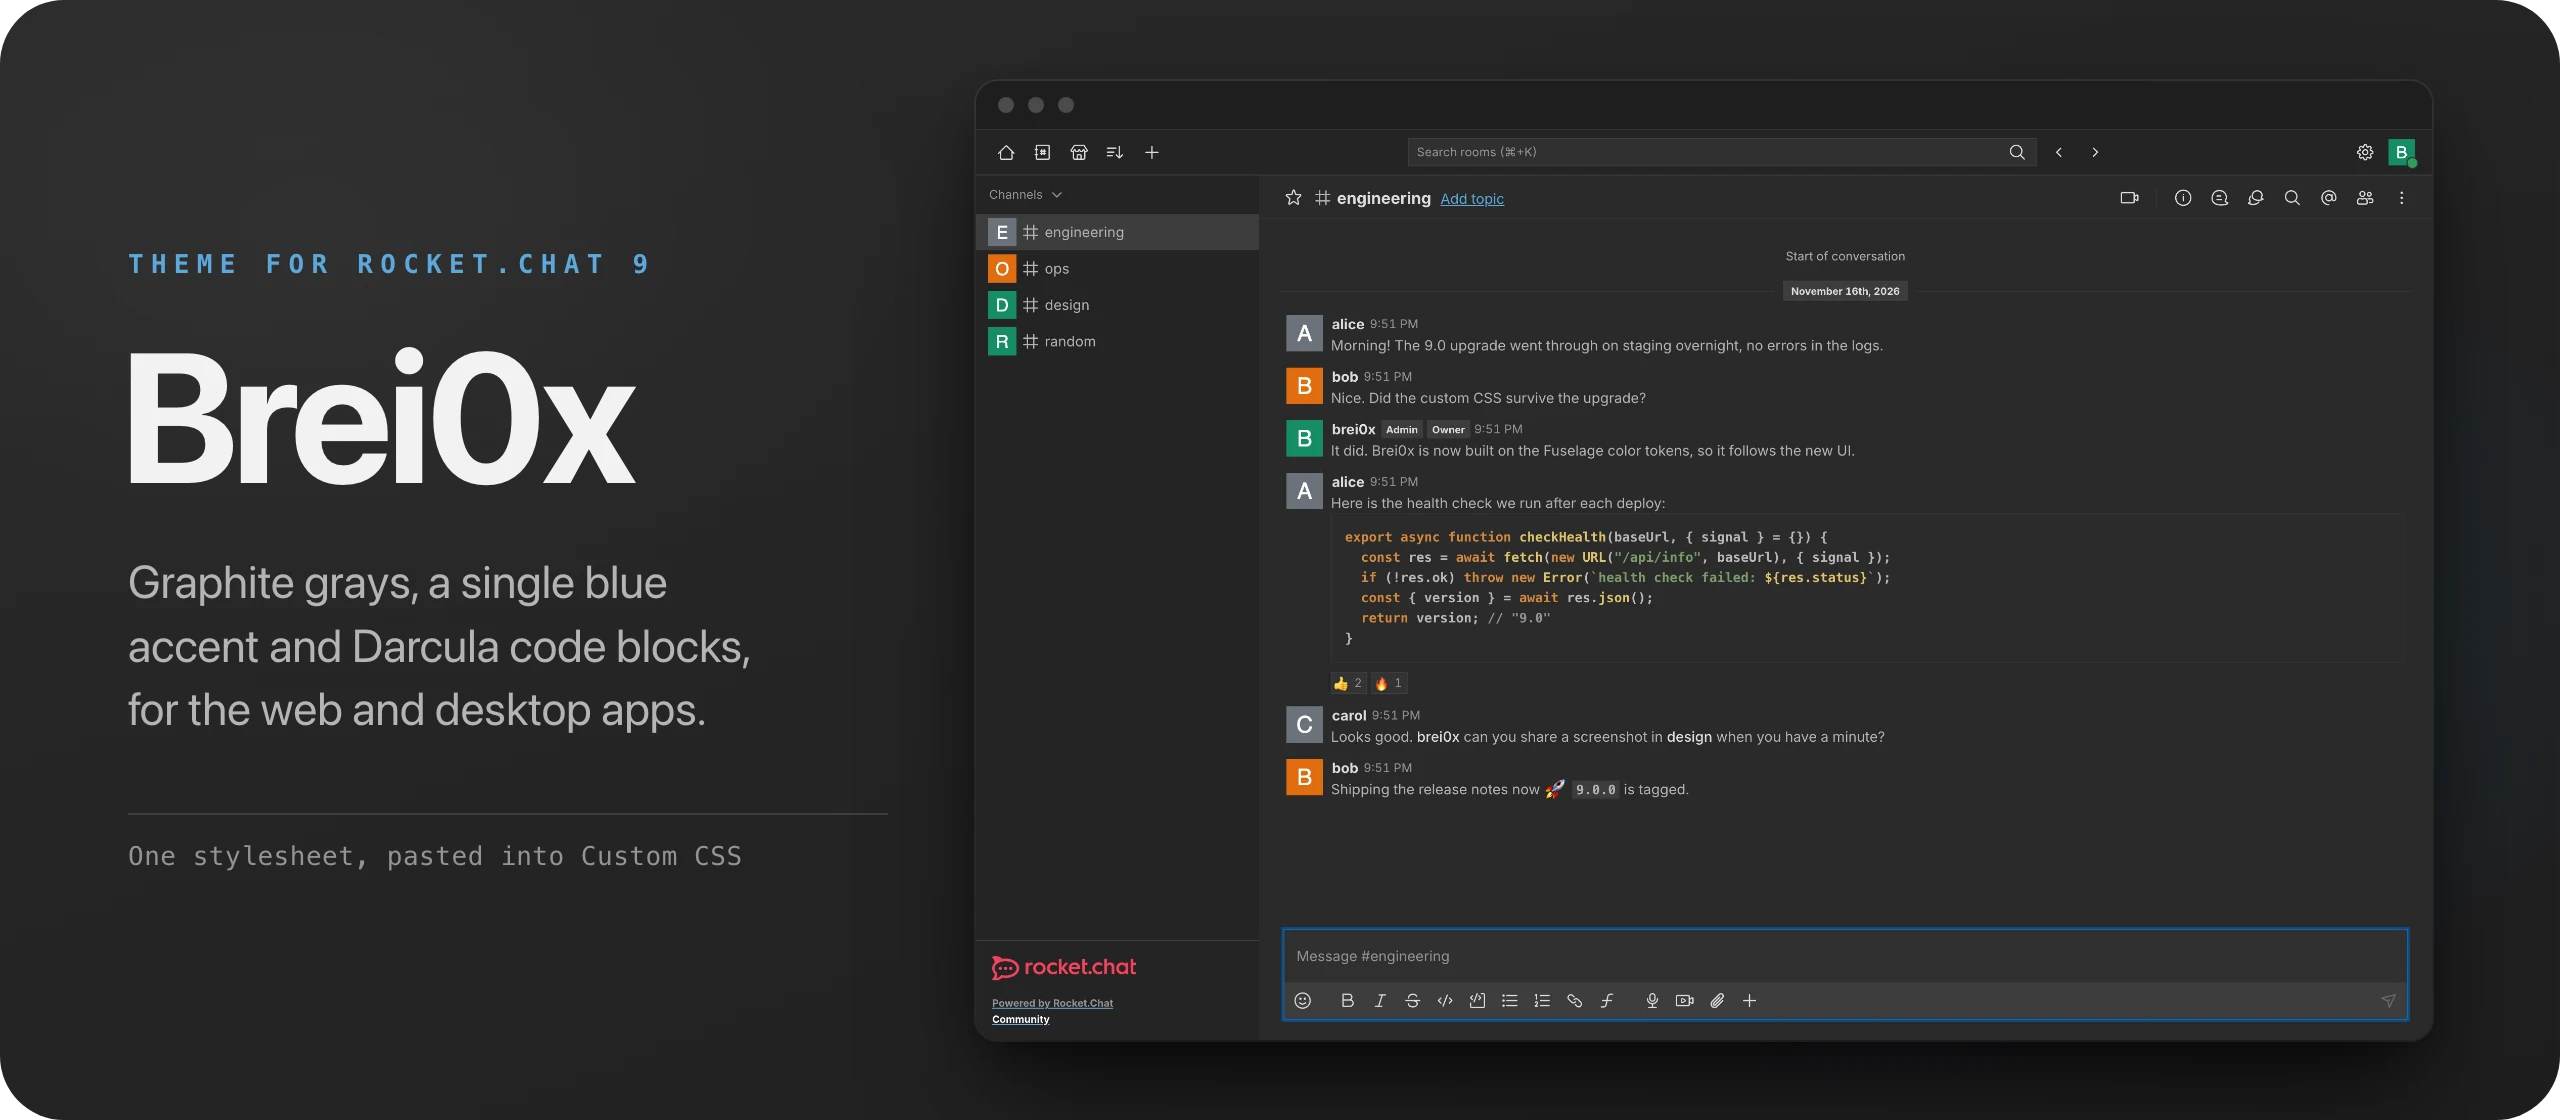 THEME FOR ROCKET.CHAT 9
Brei0x
Graphite grays, a single blue
accent and Darcula code blocks,
for the web and desktop apps.
One stylesheet, pasted into Custom CSS
Search rooms (⌘+K)
B
Channels
E # engineering
O # ops
D # design
R # random
rocket.chat
Powered by Rocket.Chat
Community
# engineering Add topic
Start of conversation
November 16th, 2026
A alice 9:51 PM
Morning! The 9.0 upgrade went through on staging overnight, no errors in the logs.
B bob 9:51 PM
Nice. Did the custom CSS survive the upgrade?
B brei0x Admin Owner 9:51 PM
It did. Brei0x is now built on the Fuselage color tokens, so it follows the new UI.
A alice 9:51 PM
Here is the health check we run after each deploy:
export async function checkHealth(baseUrl, { signal } = {}) {
  const res = await fetch(new URL("/api/info", baseUrl), { signal });
  if (!res.ok) throw new Error(`health check failed: ${res.status}`);
  const { version } = await res.json();
  return version; // "9.0"
}
👍 2 🔥 1
C carol 9:51 PM
Looks good. brei0x can you share a screenshot in design when you have a minute?
B bob 9:51 PM
Shipping the release notes now 🚀 9.0.0 is tagged.
Message #engineering